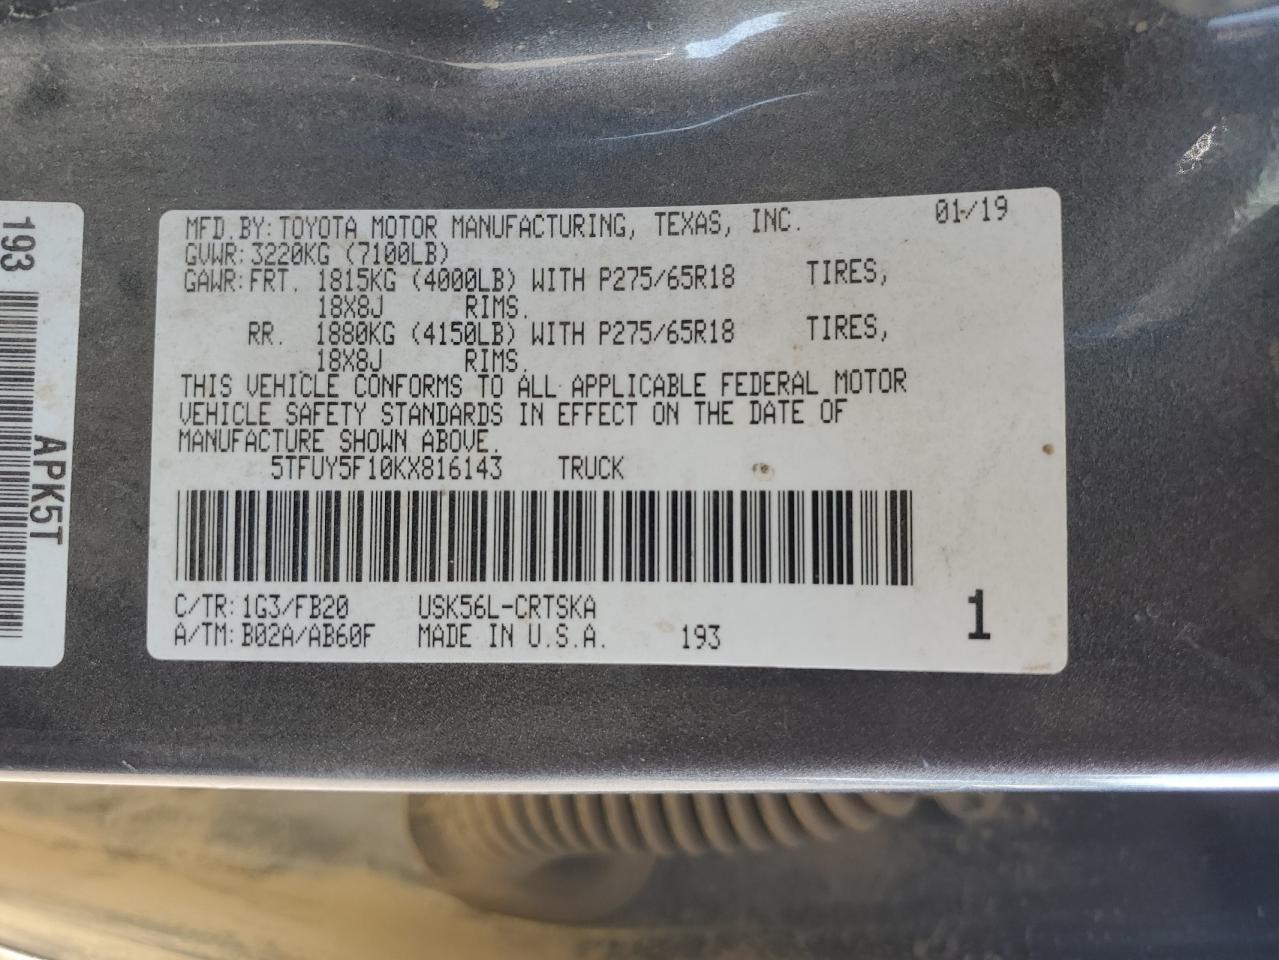 193
APK5T
MFD.BY:TOYOTA MOTOR MANUFACTURING, TEXAS, INC. 01/19
GVWR:3220KG (7100LB)
GAWR:FRT. 1815KG (4000LB) WITH P275/65R18 TIRES,
18X8J RIMS.
RR. 1880KG (4150LB) WITH P275/65R18 TIRES,
18X8J RIMS.
THIS VEHICLE CONFORMS TO ALL APPLICABLE FEDERAL MOTOR
VEHICLE SAFETY STANDARDS IN EFFECT ON THE DATE OF
MANUFACTURE SHOWN ABOVE.
5TFUY5F10KX816143 TRUCK
C/TR:1G3/FB20 USK56L-CRTSKA
A/TM:B02A/AB60F MADE IN U.S.A. 193 1